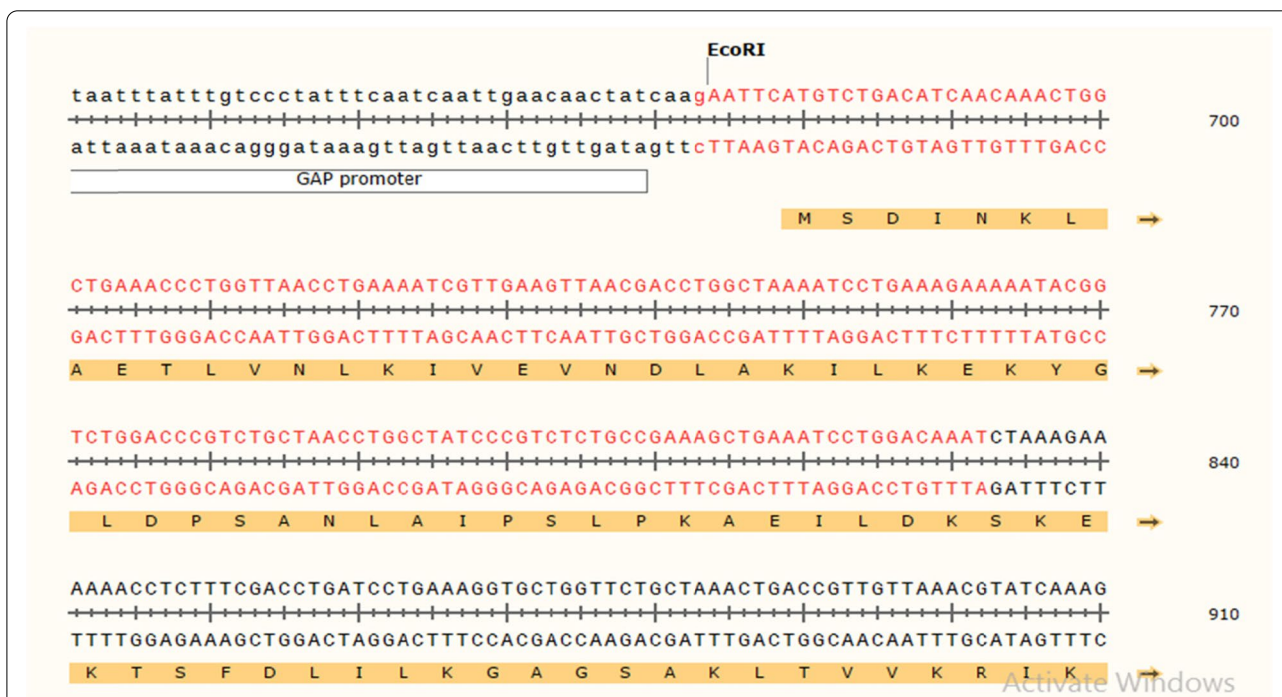 EcoRI
taatttatttgtccctatttcaatcaattgaacaactatcaagAATTCATGTCTGACATCAACAAACTGG
700
attaaataaacagggataaagttagttaacttgttgatagttcTTAAGTACAGACTGTAGTTGTTTGACC
GAP promoter
M S D I N K L
CTGAAACCCTGGTTAACCTGAAAATCGTTGAAGTTAACGACCTGGCTAAAATCCTGAAAGAAAAATACGG
770
GACTTTGGGACCAATTGGACTTTTAGCAACTTCAATTGCTGGACCGATTTTAGGACTTTCTTTTTATGCC
A E T L V N L K I V E V N D L A K I L K E K Y G
TCTGGACCCGTCTGCTAACCTGGCTATCCCGTCTCTGCCGAAAGCTGAAATCCTGGACAAATCTAAAGAA
840
AGACCTGGGCAGACGATTGGACCGATAGGGCAGAGACGGCTTTCGACTTTAGGACCTGTTTAGATTTCTT
L D P S A N L A I P S L P K A E I L D K S K E
AAAACCTCTTTCGACCTGATCCTGAAAGGTGCTGGTTCTGCTAAACTGACCGTTGTTAAACGTATCAAAG
910
TTTTGGAGAAAGCTGGACTAGGACTTTCCACGACCAAGACGATTTGACTGGCAACAATTTGCATAGTTTC
K T S F D L I L K G A G S A K L T V V K R I K
Activate Windows